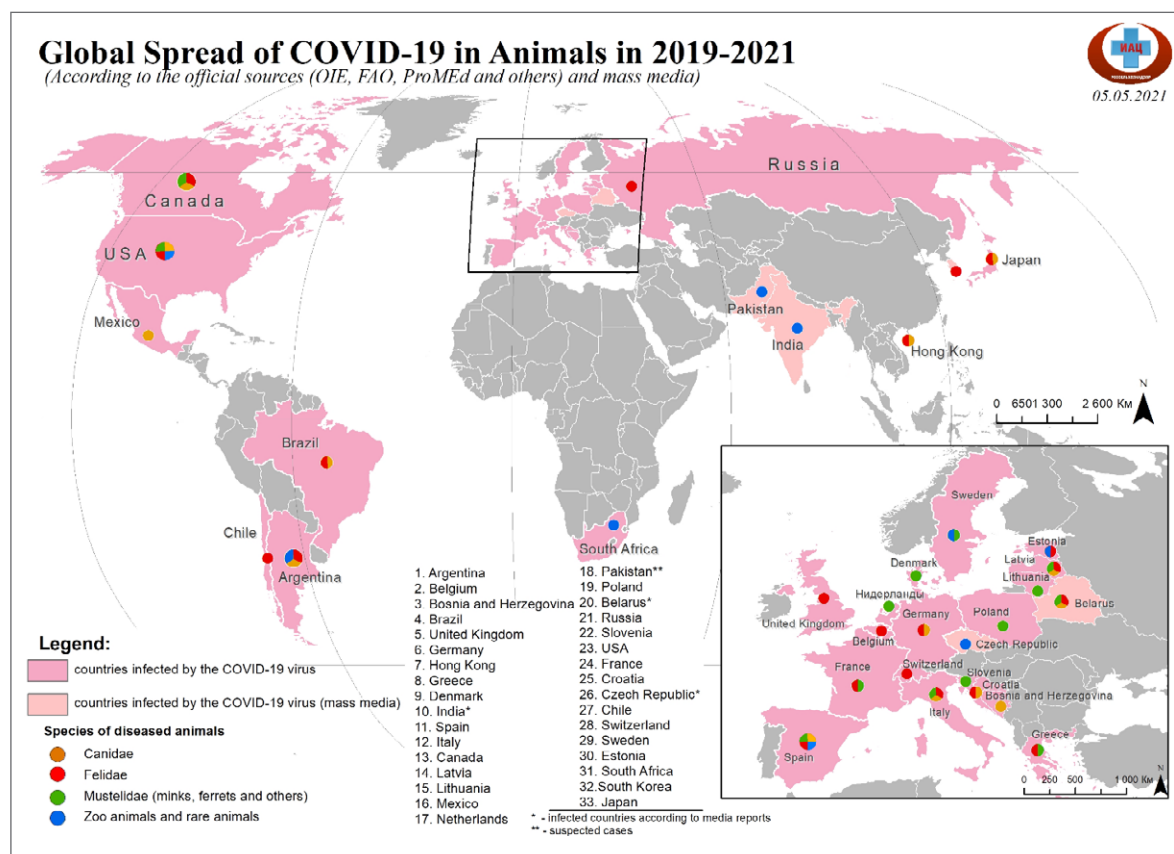 Global Spread of COVID-19 in Animals in 2019-2021
(According to the official sources (OIE, FAO, ProMEd and others) and mass media)
ИАЦ
05.05.2021
Russia
Canada
USA
Mexico
Japan
Pakistan
India
Hong Kong
N
0 6501 300 2 600 Км
Brazil
Chile
Argentina
South Africa
Sweden
Estonia
Latvia
Lithuania
Denmark
Нидерланды
Belarus
United Kingdom
Germany
Poland
Belgium
Czech Republic
France
Switzerland
Slovenia
Croatia
Bosnia and Herzegovina
Italy
Greece
Spain
N
0 250 500 1 000 Км
1. Argentina
2. Belgium
3. Bosnia and Herzegovina
4. Brazil
5. United Kingdom
6. Germany
7. Hong Kong
8. Greece
9. Denmark
10. India*
11. Spain
12. Italy
13. Canada
14. Latvia
15. Lithuania
16. Mexico
17. Netherlands
18. Pakistan**
19. Poland
20. Belarus*
21. Russia
22. Slovenia
23. USA
24. France
25. Croatia
26. Czech Republic*
27. Chile
28. Switzerland
29. Sweden
30. Estonia
31. South Africa
32. South Korea
33. Japan
* - infected countries according to media reports
** - suspected cases
Legend:
countries infected by the COVID-19 virus
countries infected by the COVID-19 virus (mass media)
Species of diseased animals
Canidae
Felidae
Mustelidae (minks, ferrets and others)
Zoo animals and rare animals